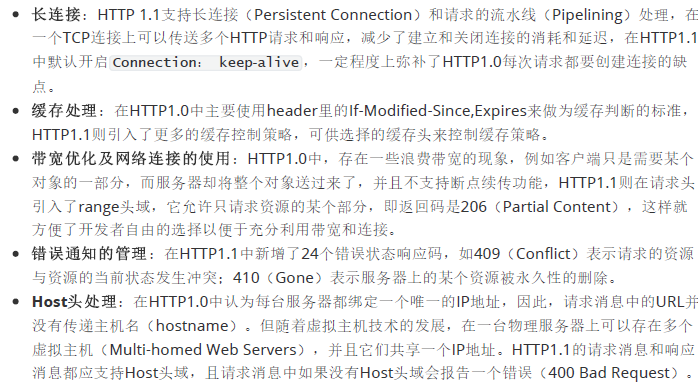 • 长连接：HTTP 1.1支持长连接（Persistent Connection）和请求的流水线（Pipelining）处理，在
一个TCP连接上可以传送多个HTTP请求和响应，减少了建立和关闭连接的消耗和延迟，在HTTP1.1
中默认开启 Connection： keep-alive ，一定程度上弥补了HTTP1.0每次请求都要创建连接的缺
点。
• 缓存处理：在HTTP1.0中主要使用header里的If-Modified-Since,Expires来做为缓存判断的标准，
HTTP1.1则引入了更多的缓存控制策略，可供选择的缓存头来控制缓存策略。
• 带宽优化及网络连接的使用：HTTP1.0中，存在一些浪费带宽的现象，例如客户端只是需要某个
对象的一部分，而服务器却将整个对象送过来了，并且不支持断点续传功能，HTTP1.1则在请求头
引入了range头域，它允许只请求资源的某个部分，即返回码是206（Partial Content），这样就
方便了开发者自由的选择以便于充分利用带宽和连接。
• 错误通知的管理：在HTTP1.1中新增了24个错误状态响应码，如409（Conflict）表示请求的资源
与资源的当前状态发生冲突；410（Gone）表示服务器上的某个资源被永久性的删除。
• Host头处理：在HTTP1.0中认为每台服务器都绑定一个唯一的IP地址，因此，请求消息中的URL并
没有传递主机名（hostname）。但随着虚拟主机技术的发展，在一台物理服务器上可以存在多个
虚拟主机（Multi-homed Web Servers），并且它们共享一个IP地址。HTTP1.1的请求消息和响应
消息都应支持Host头域，且请求消息中如果没有Host头域会报告一个错误（400 Bad Request）。